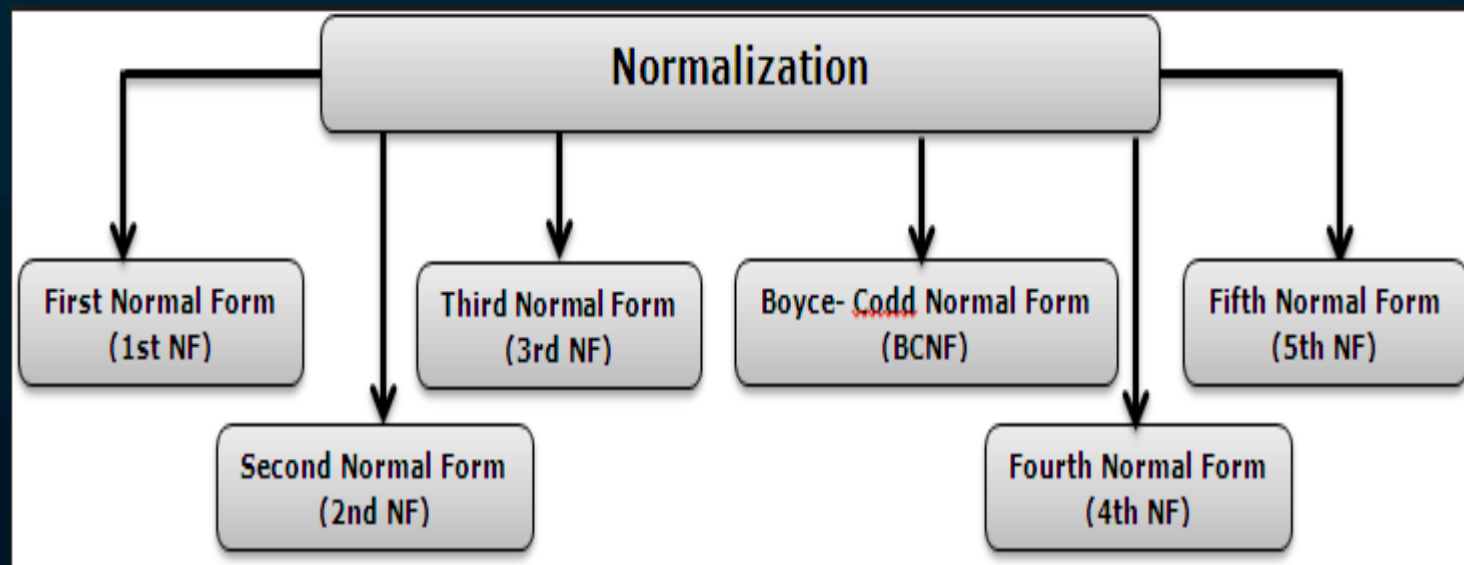 Normalization
First Normal Form
(1st NF)
Third Normal Form
(3rd NF)
Boyce- Codd Normal Form
(BCNF)
Fifth Normal Form
(5th NF)
Second Normal Form
(2nd NF)
Fourth Normal Form
(4th NF)